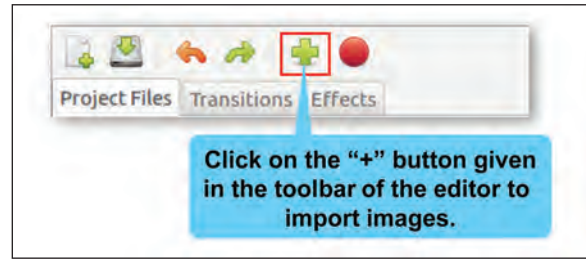 Project Files Transitions Effects
Click on the “+” button given
in the toolbar of the editor to
import images.